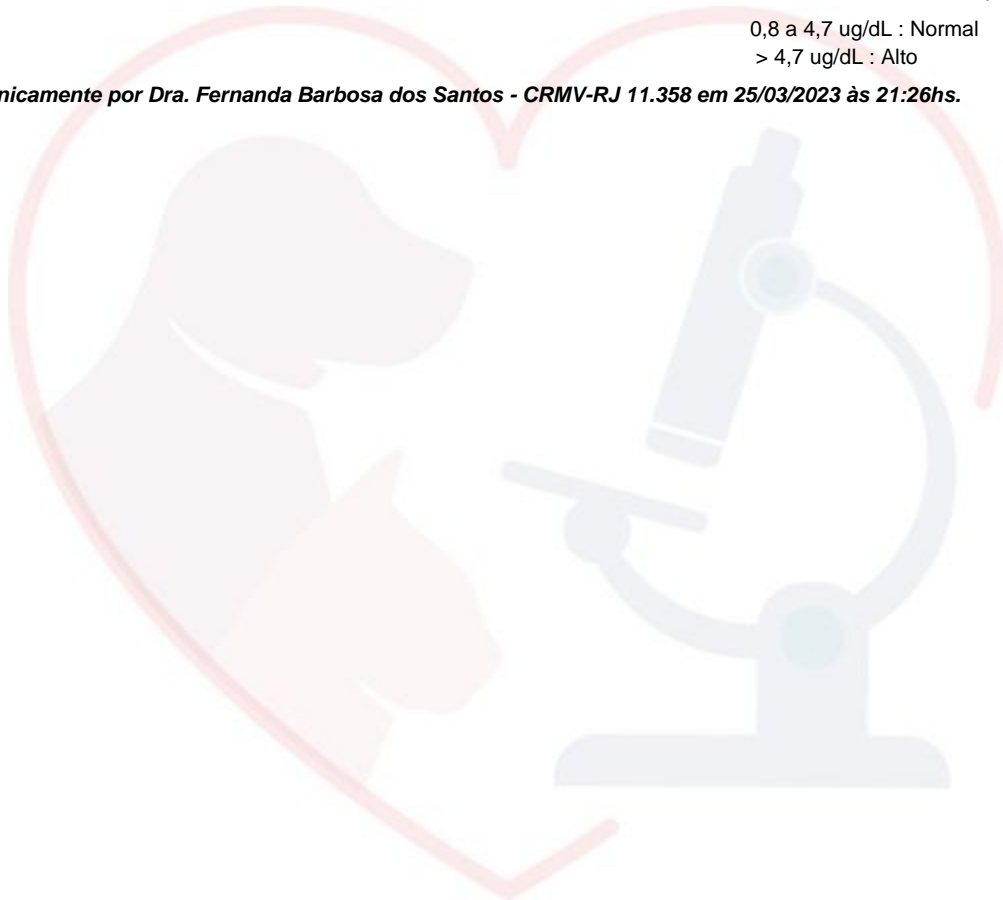 0,8 a 4,7 ug/dL : Normal
> 4,7 ug/dL : Alto
nicamente por Dra. Fernanda Barbosa dos Santos - CRMV-RJ 11.358 em 25/03/2023 às 21:26hs.